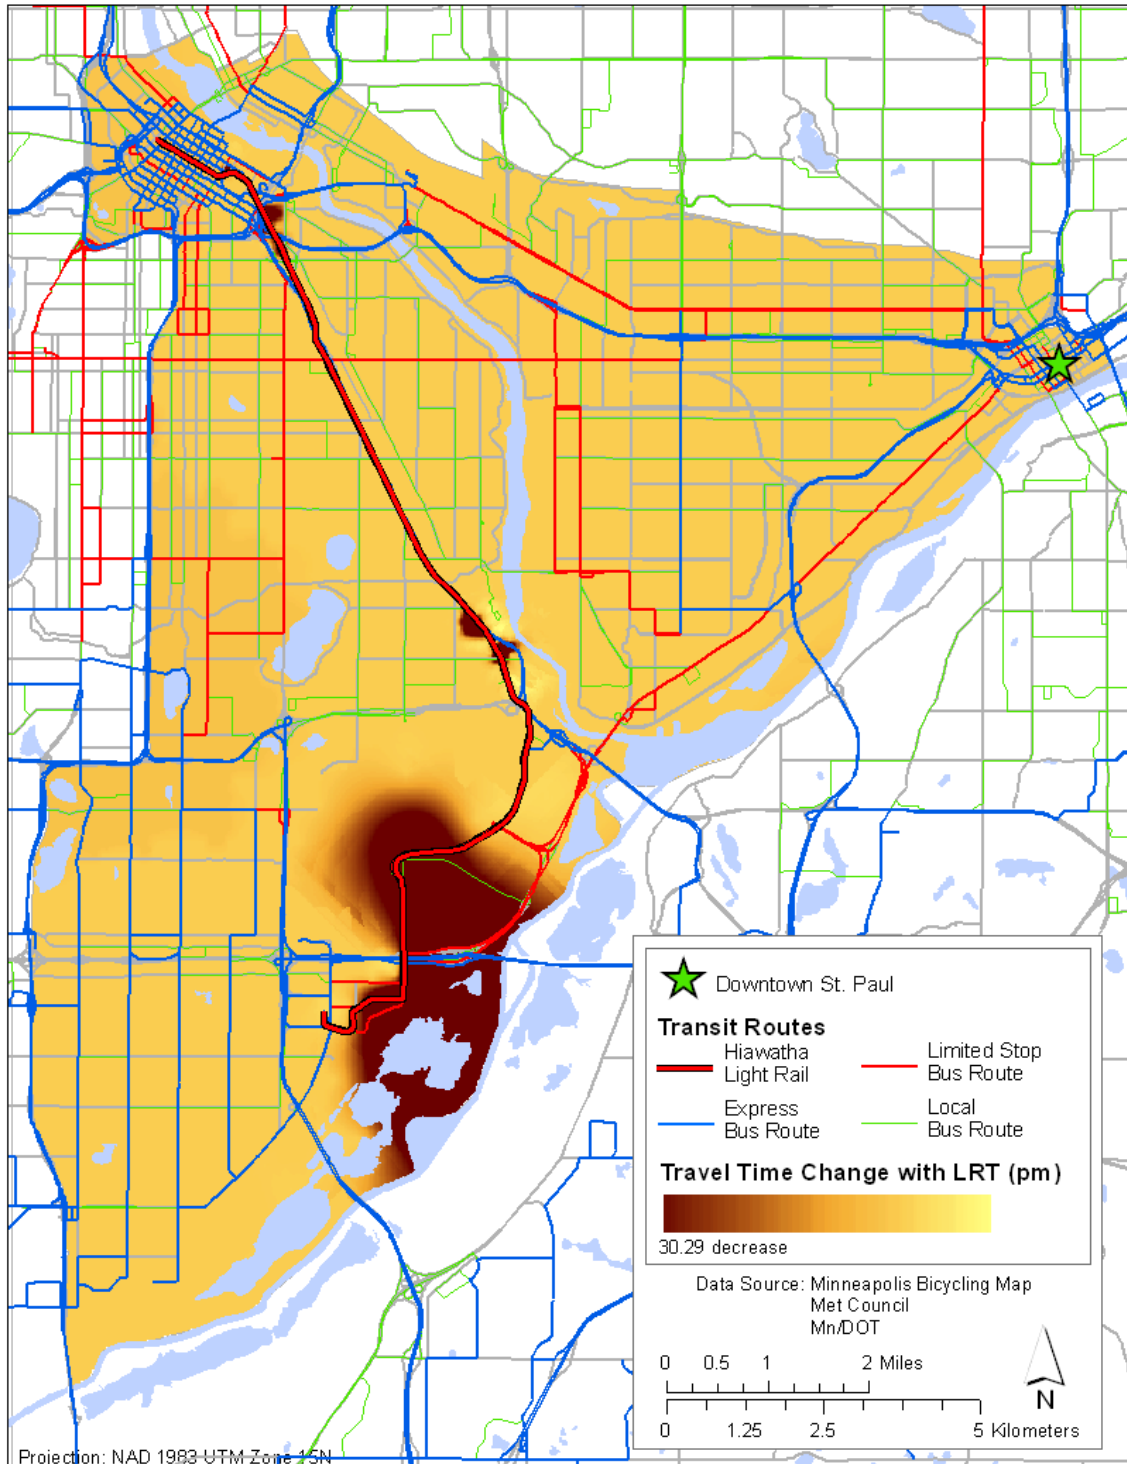 Downtown St. Paul
Transit Routes
Hiawatha
Light Rail
Limited Stop
Bus Route
Express
Bus Route
Local
Bus Route
Travel Time Change with LRT (pm)
30.29 decrease
Data Source: Minneapolis Bicycling Map
Met Council
Mn/DOT
0 0.5 1 2 Miles
0 1.25 2.5 5 Kilometers
N
Projection: NAD 1983 UTM Zone 15N